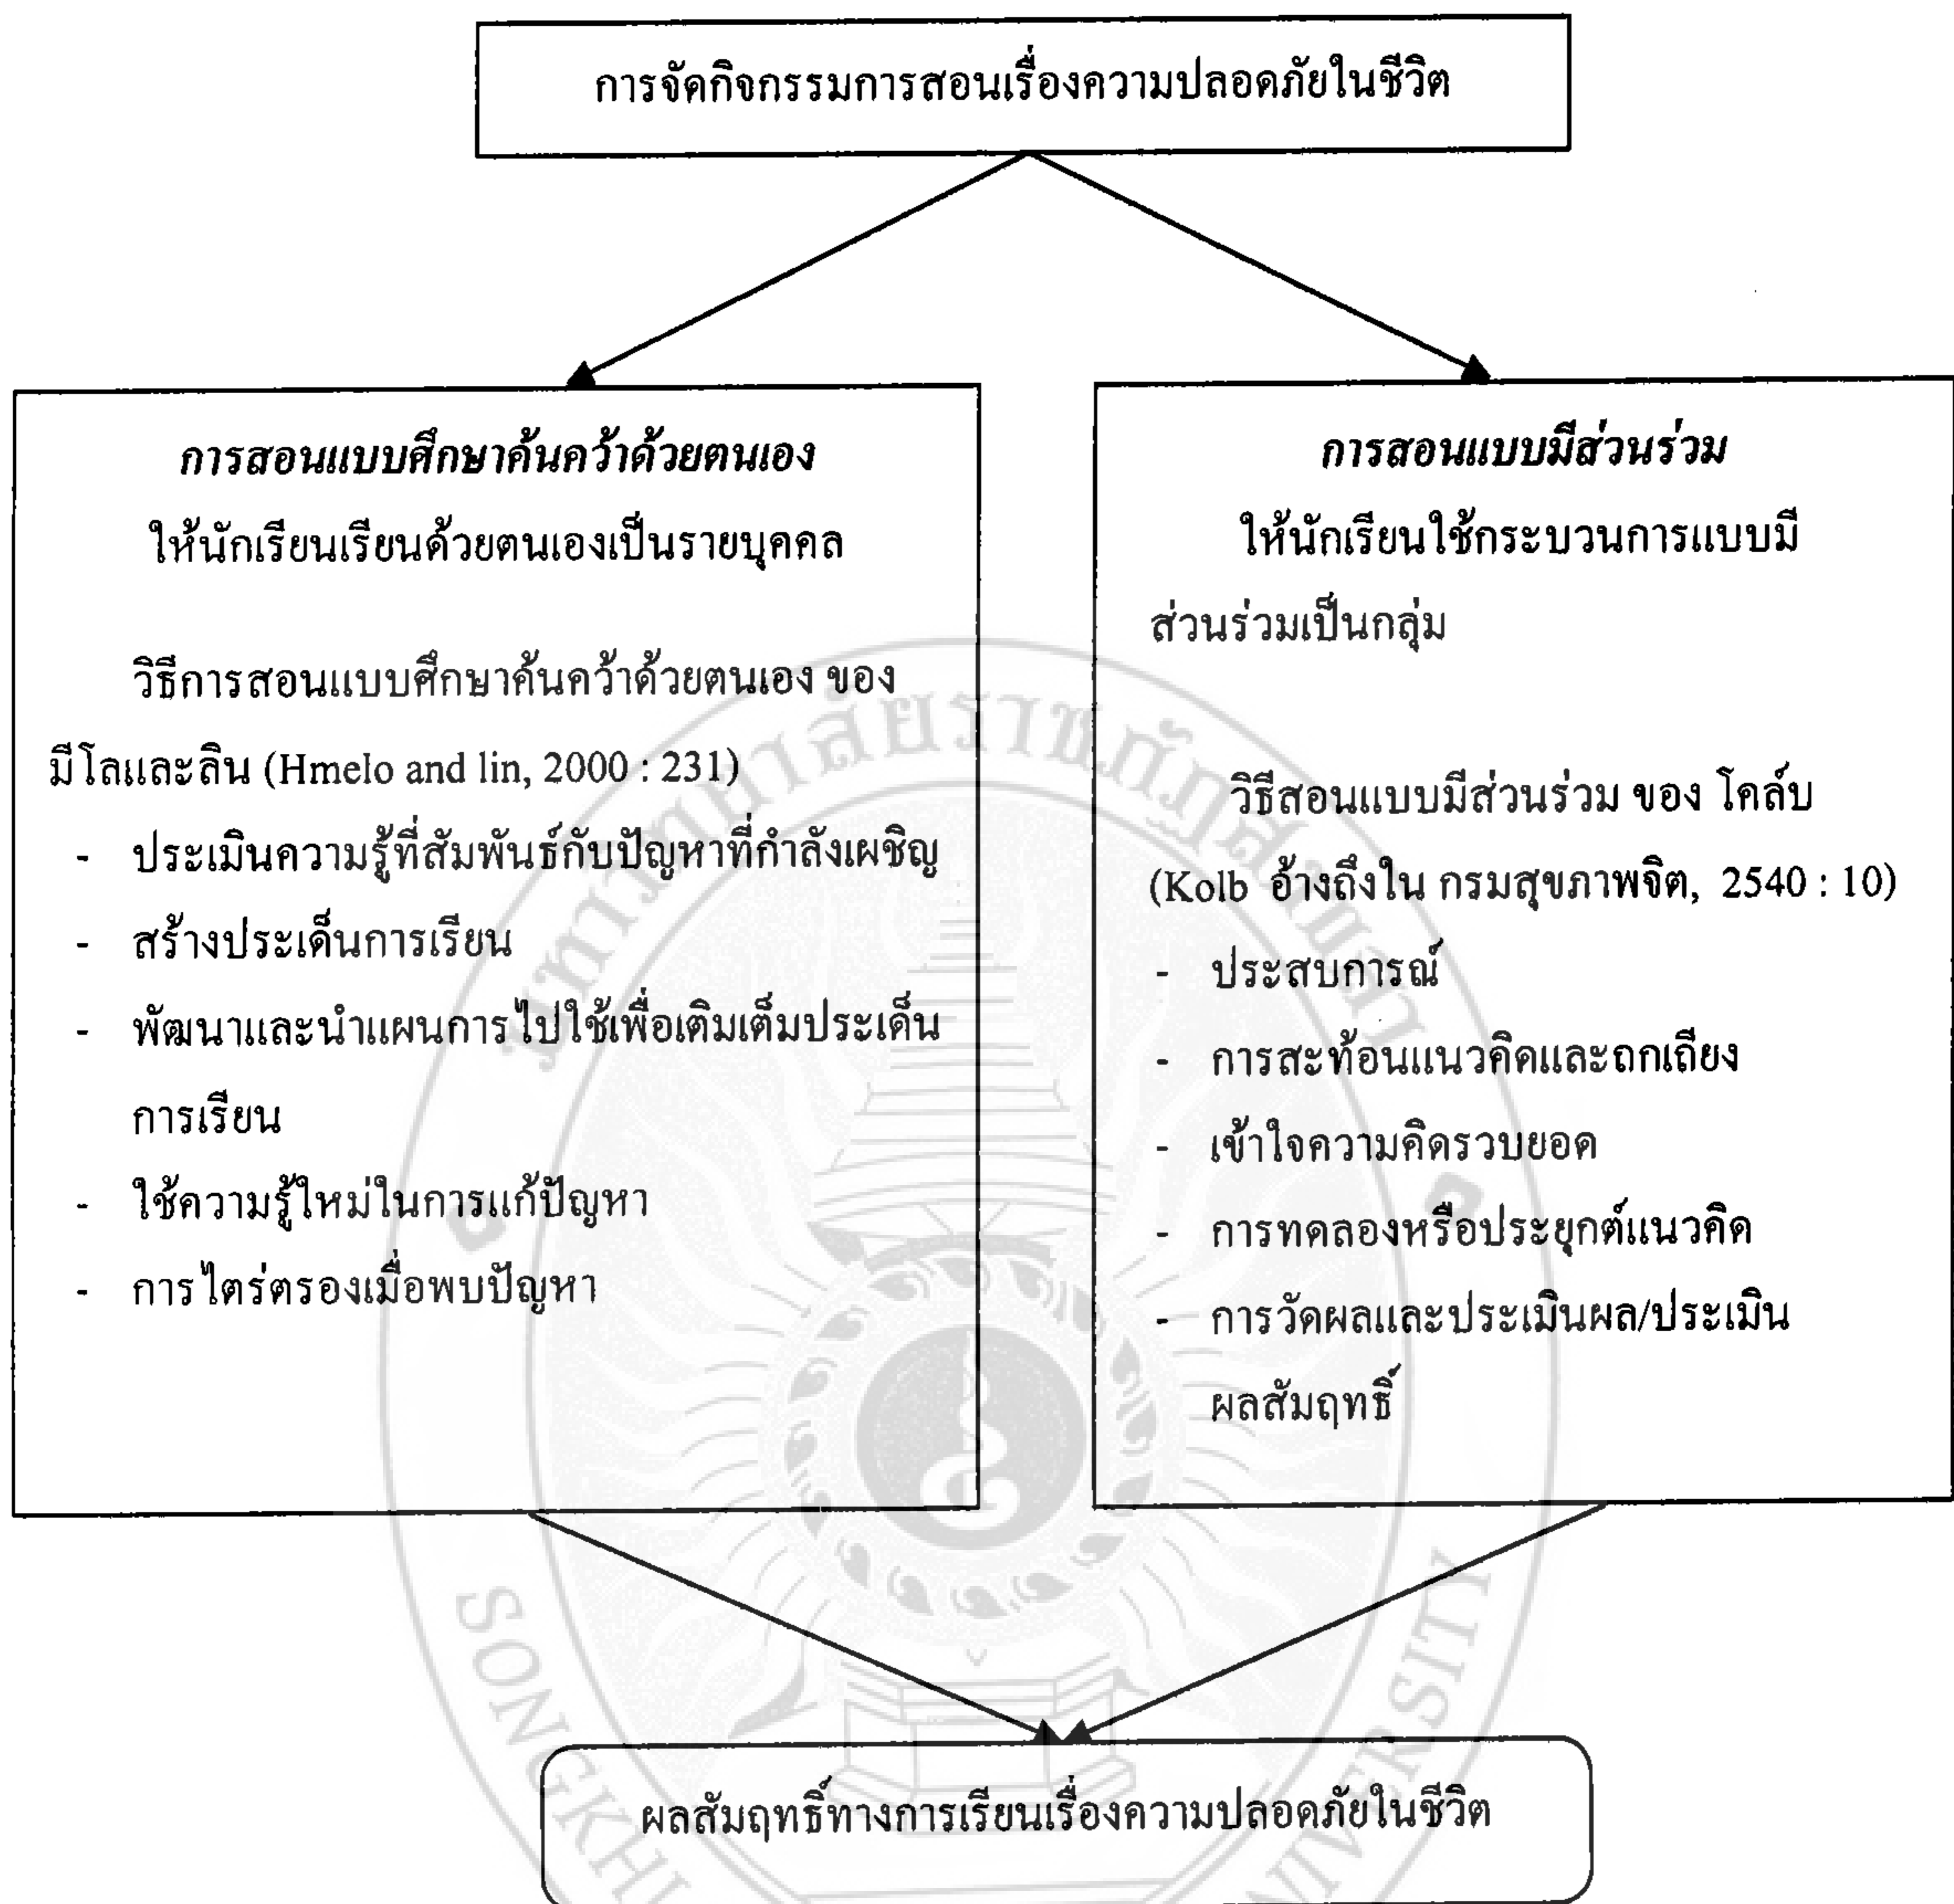 การจัดกิจกรรมการสอนเรื่องความปลอดภัยในชีวิต
การสอนแบบศึกษาค้นคว้าด้วยตนเอง
ให้นักเรียนเรียนด้วยตนเองเป็นรายบุคคล
วิธีการสอนแบบศึกษาค้นคว้าด้วยตนเอง ของ
มีโลและลิน (Hmelo and lin, 2000 : 231)
- ประเมินความรู้ที่สัมพันธ์กับปัญหาที่กำลังเผชิญ
- สร้างประเด็นการเรียน
- พัฒนาและนำแผนการไปใช้เพื่อเติมเต็มประเด็น
การเรียน
- ใช้ความรู้ใหม่ในการแก้ปัญหา
- การไตร่ตรองเมื่อพบปัญหา
การสอนแบบมีส่วนร่วม
ให้นักเรียนใช้กระบวนการแบบมี
ส่วนร่วมเป็นกลุ่ม
วิธีสอนแบบมีส่วนร่วม ของ โคล์บ
(Kolb อ้างถึงใน กรมสุขภาพจิต, 2540 : 10)
- ประสบการณ์
- การสะท้อนแนวคิดและถกเถียง
- เข้าใจความคิดรวบยอด
- การทดลองหรือประยุกต์แนวคิด
- การวัดผลและประเมินผล/ประเมิน
ผลสัมฤทธิ์
ผลสัมฤทธิ์ทางการเรียนเรื่องความปลอดภัยในชีวิต
มหาวิทยาลัยราชภัฏสงขลา